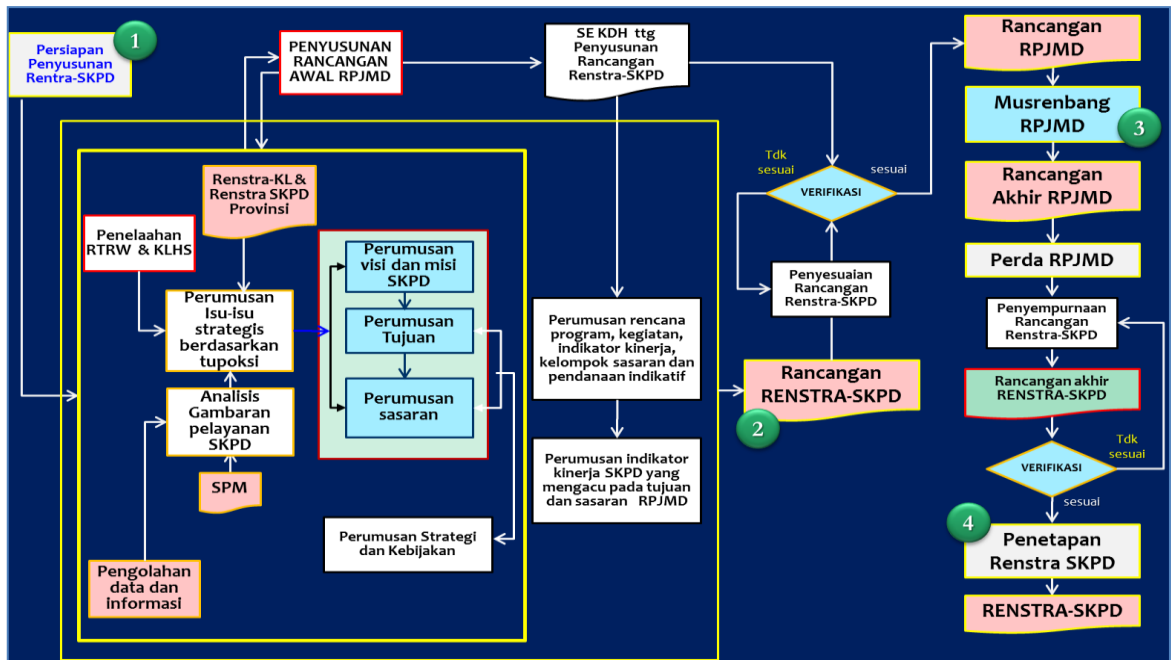 1
Persiapan
Penyusunan
Rentra-SKPD
PENYUSUNAN
RANCANGAN
AWAL RPJMD
SE KDH ttg
Penyusunan
Rancangan
Renstra-SKPD
Renstra-KL &
Renstra SKPD
Provinsi
Penelaahan
RTRW & KLHS
Perumusan
Isu-isu
strategis
berdasarkan
tupoksi
Analisis
Gambaran
pelayanan
SKPD
SPM
Pengolahan
data dan
informasi
Perumusan
visi dan misi
SKPD
Perumusan
Tujuan
Perumusan
sasaran
Perumusan Strategi
dan Kebijakan
Perumusan rencana
program, kegiatan,
indikator kinerja,
kelompok sasaran dan
pendanaan indikatif
Perumusan indikator
kinerja SKPD yang
mengacu pada tujuan
dan sasaran RPJMD
Rancangan
RENSTRA-SKPD
2
Penyesuaian
Rancangan
Renstra-SKPD
VERIFIKASI
Tdk
sesuai
sesuai
Rancangan
RPJMD
Musrenbang
RPJMD
3
Rancangan
Akhir RPJMD
Perda RPJMD
Penyempurnaan
Rancangan
Renstra-SKPD
Rancangan akhir
RENSTRA-SKPD
VERIFIKASI
Tdk
sesuai
sesuai
4
Penetapan
Renstra SKPD
RENSTRA-SKPD